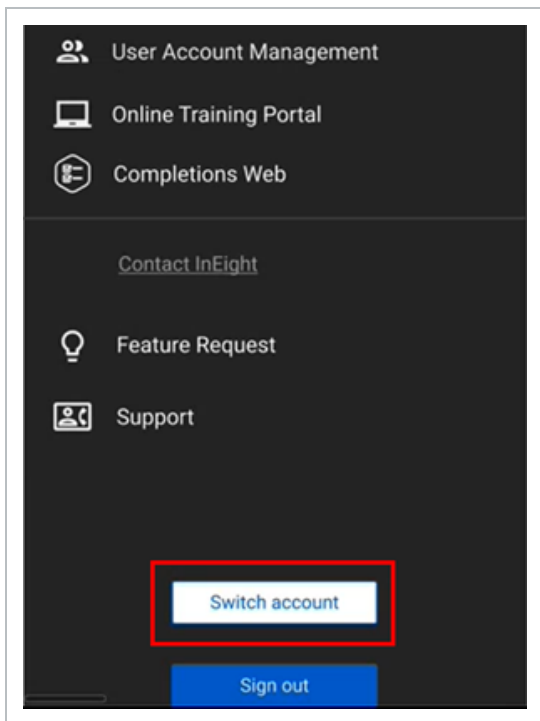 User Account Management
Online Training Portal
Completions Web
Contact InEight
Feature Request
Support
Switch account
Sign out